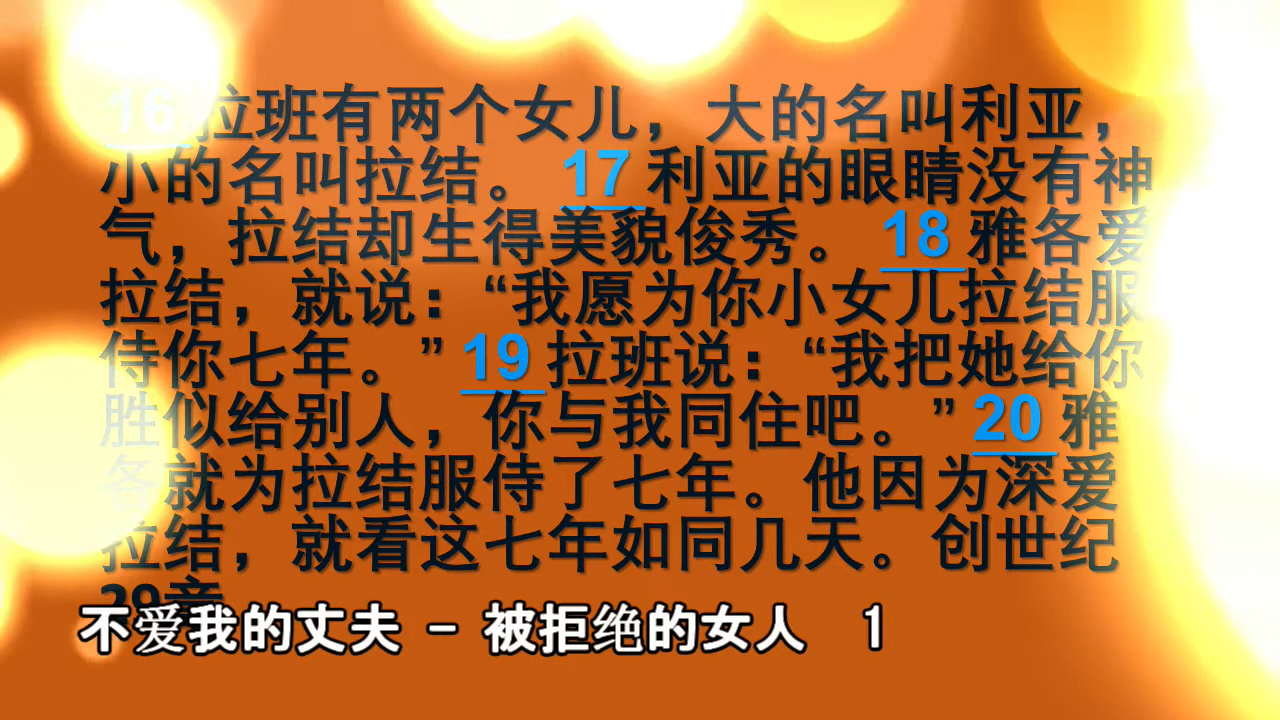 16 拉班有两个女儿，大的名叫利亚，
小的名叫拉结。 17 利亚的眼睛没有神
气，拉结却生得美貌俊秀。 18 雅各爱
拉结，就说：“我愿为你小女儿拉结服
侍你七年。” 19 拉班说：“我把她给你
胜似给别人，你与我同住吧。” 20 雅
各就为拉结服侍了七年。他因为深爱
拉结，就看这七年如同几天。创世纪
29章
不爱我的丈夫 - 被拒绝的女人 1